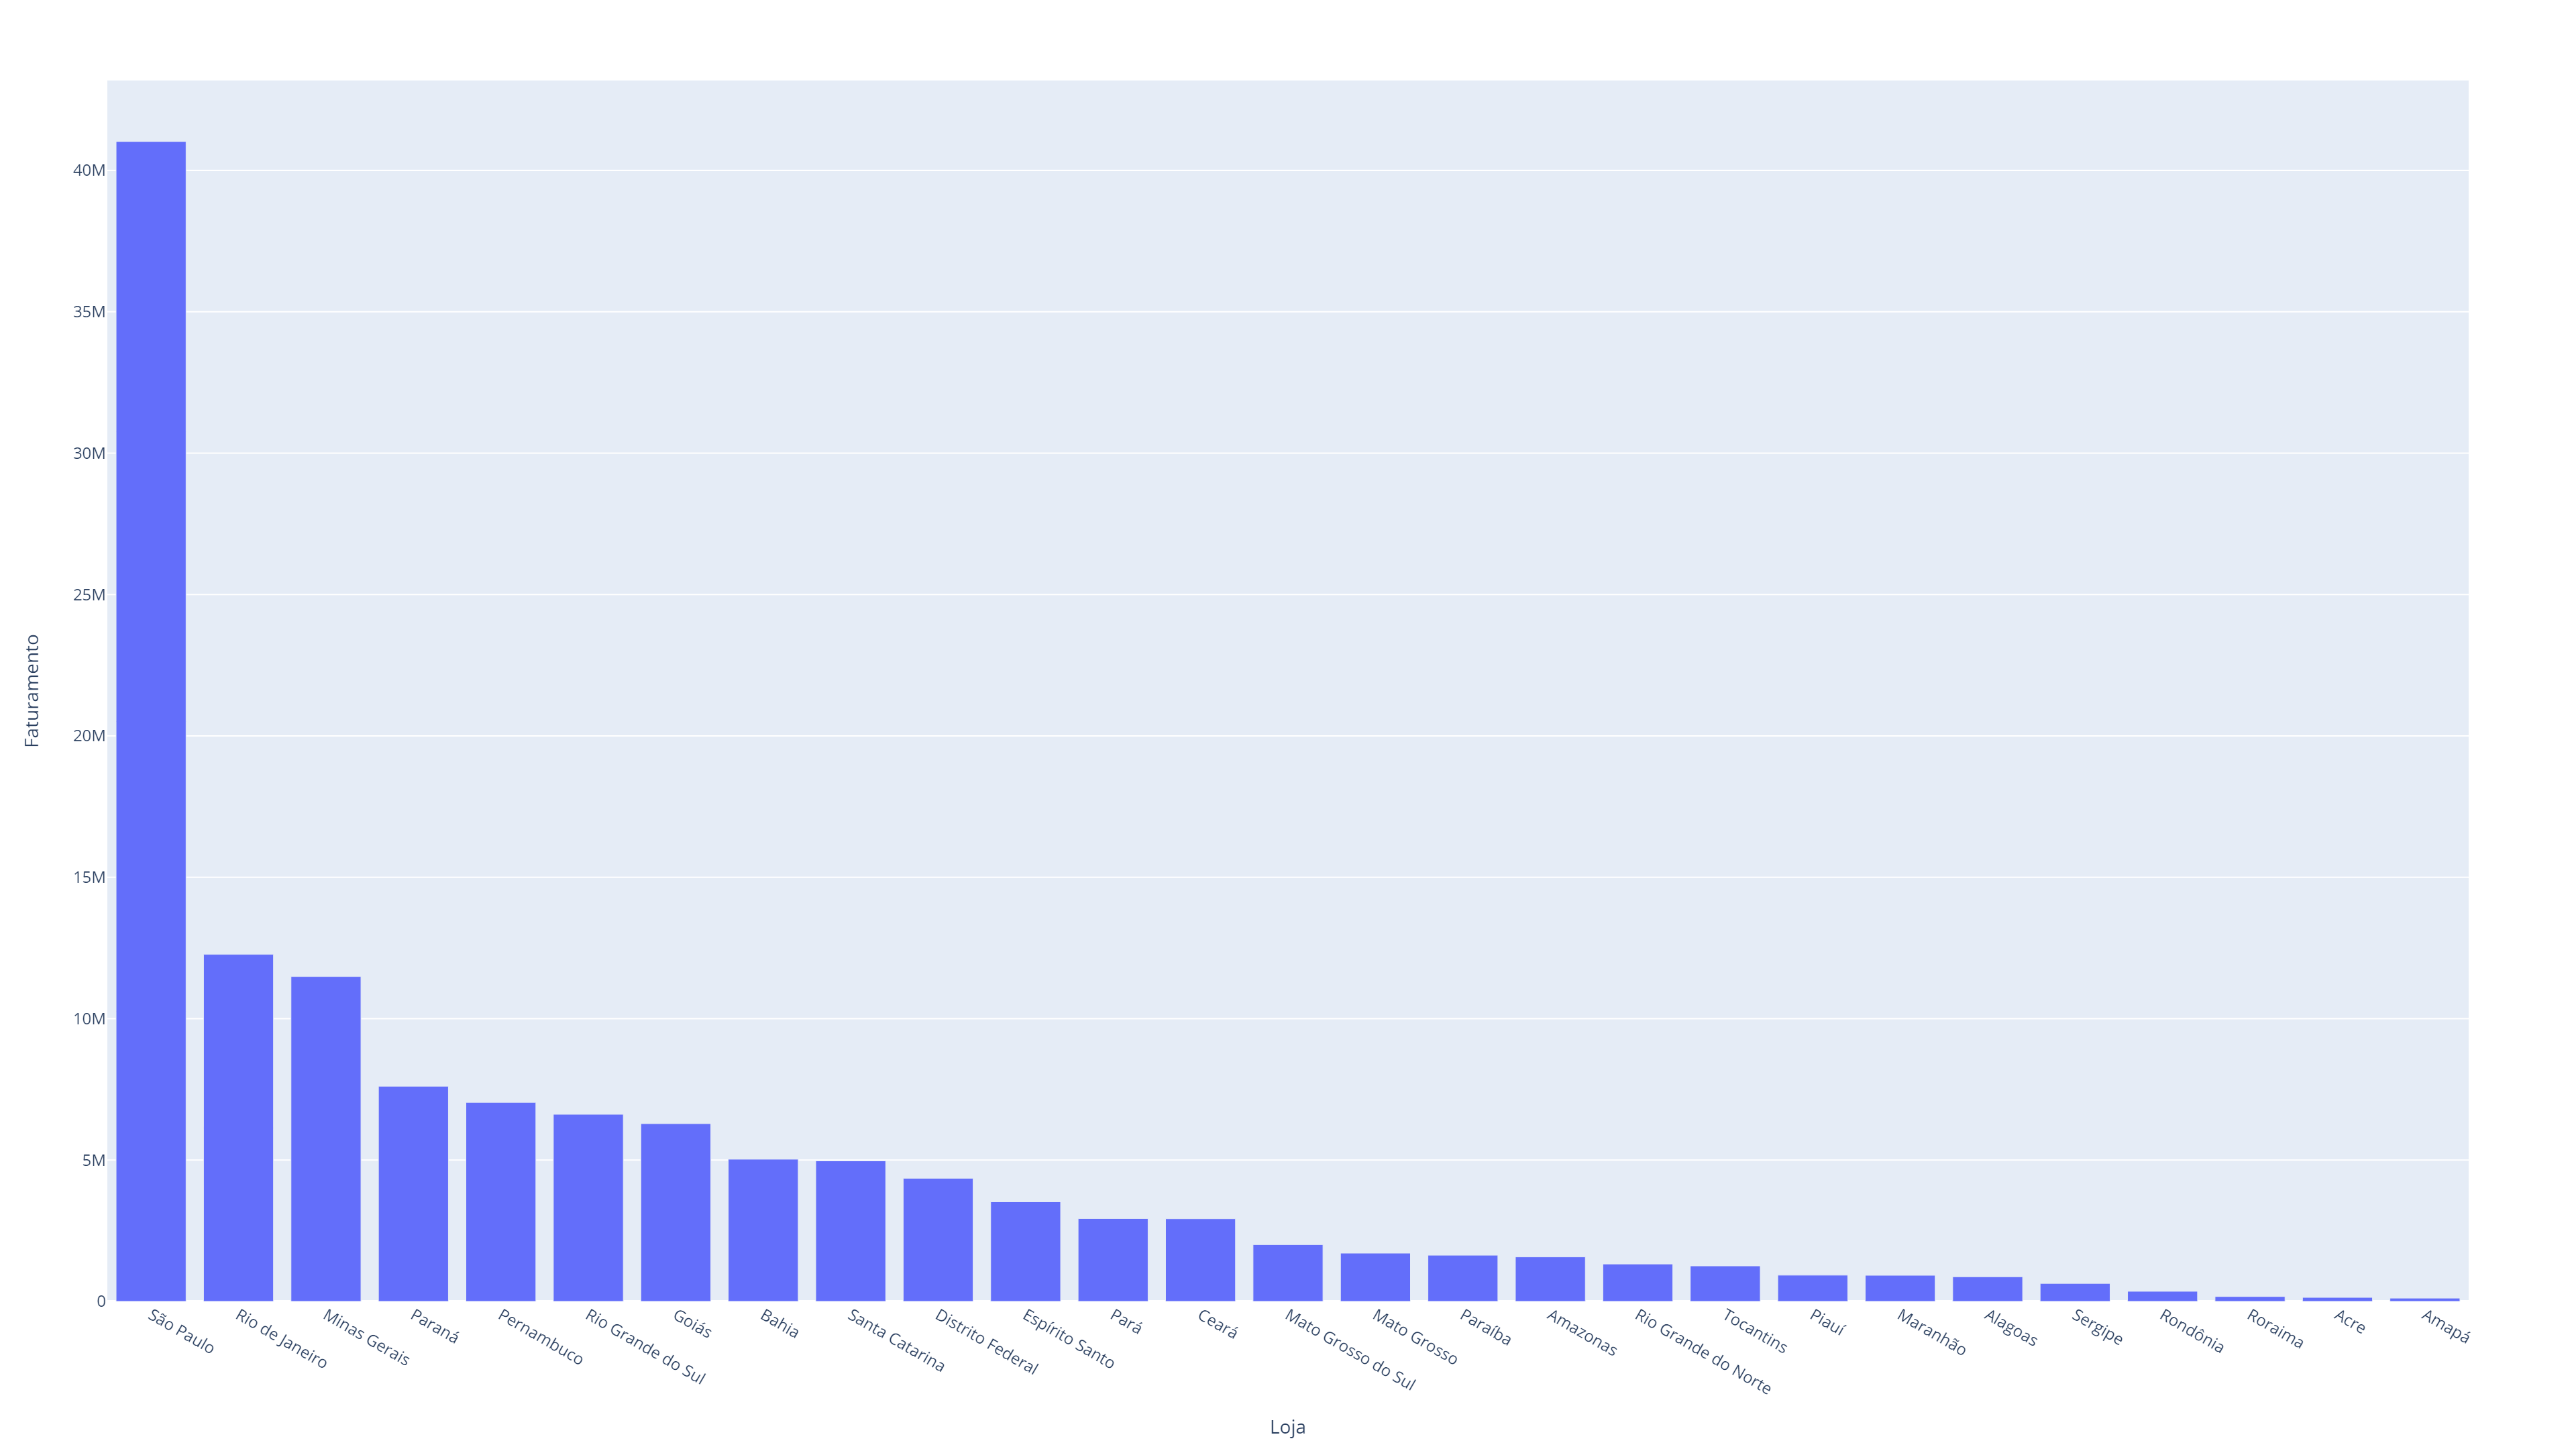 40M
35M
30M
25M
20M
15M
10M
5M
0
Faturamento
São Paulo
Rio de Janeiro
Minas Gerais
Paraná
Pernambuco
Rio Grande do Sul
Goiás
Bahia
Santa Catarina
Distrito Federal
Espírito Santo
Pará
Ceará
Mato Grosso do Sul
Mato Grosso
Paraíba
Amazonas
Rio Grande do Norte
Tocantins
Piauí
Maranhão
Alagoas
Sergipe
Rondônia
Roraima
Acre
Amapá
Loja